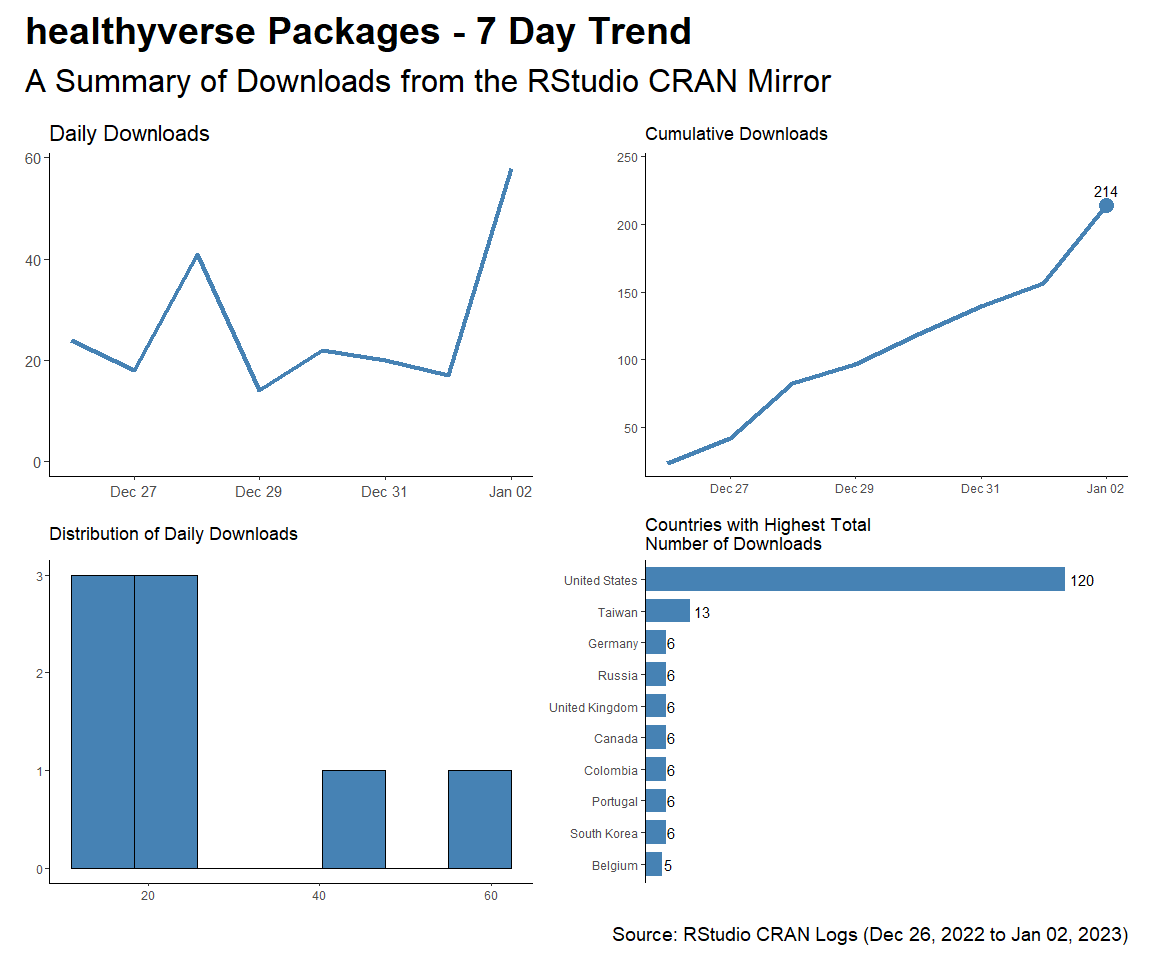 healthyverse Packages - 7 Day Trend
A Summary of Downloads from the RStudio CRAN Mirror
Daily Downloads
60
40
20
0
Dec 27 Dec 29 Dec 31 Jan 02
Cumulative Downloads
250
200
150
100
50
214
Dec 27 Dec 29 Dec 31 Jan 02
Distribution of Daily Downloads
3
2
1
0
20 40 60
Countries with Highest Total
Number of Downloads
United States 120
Taiwan 13
Germany 6
Russia 6
United Kingdom 6
Canada 6
Colombia 6
Portugal 6
South Korea 6
Belgium 5
Source: RStudio CRAN Logs (Dec 26, 2022 to Jan 02, 2023)